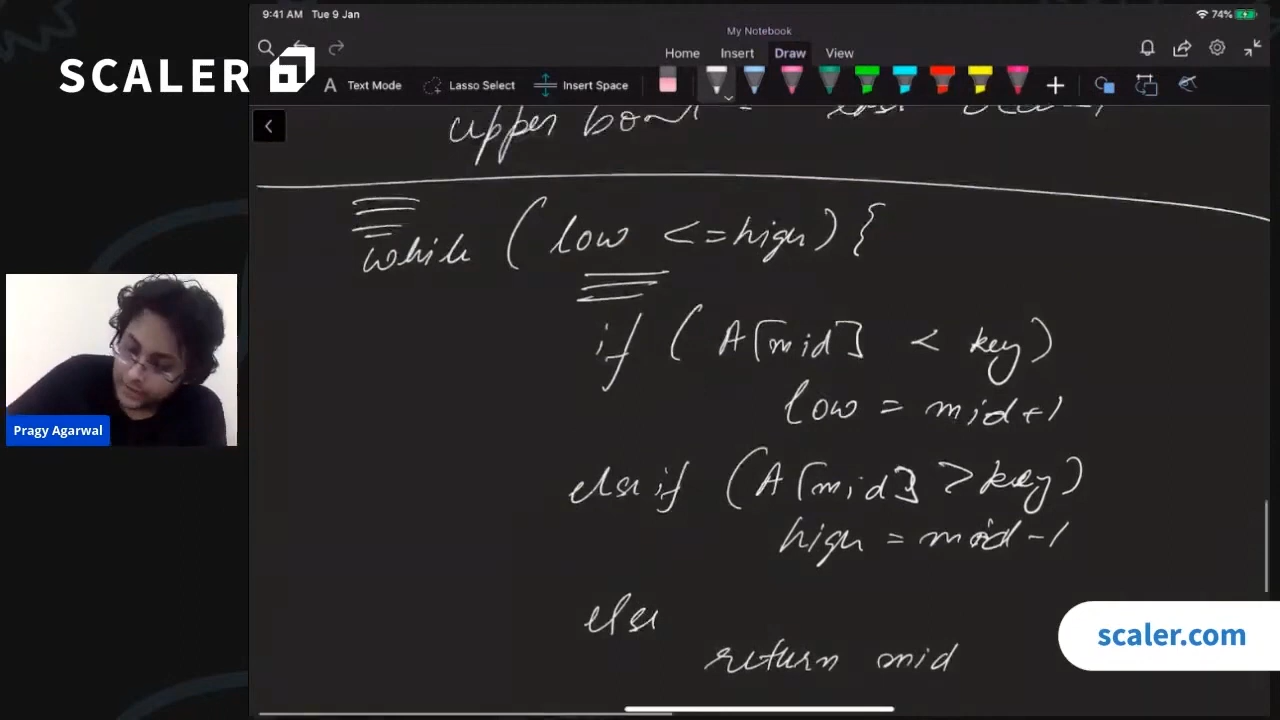 9:41 AM Tue 9 Jan
74%
My Notebook
Home Insert Draw View
SCALER
Text Mode Lasso Select Insert Space
upper
while (low <= high) {
if (A[mid] < key)
low = mid+1
else if (A[mid] > key)
high = mid-1
Pragy Agarwal
else
return mid
scaler.com